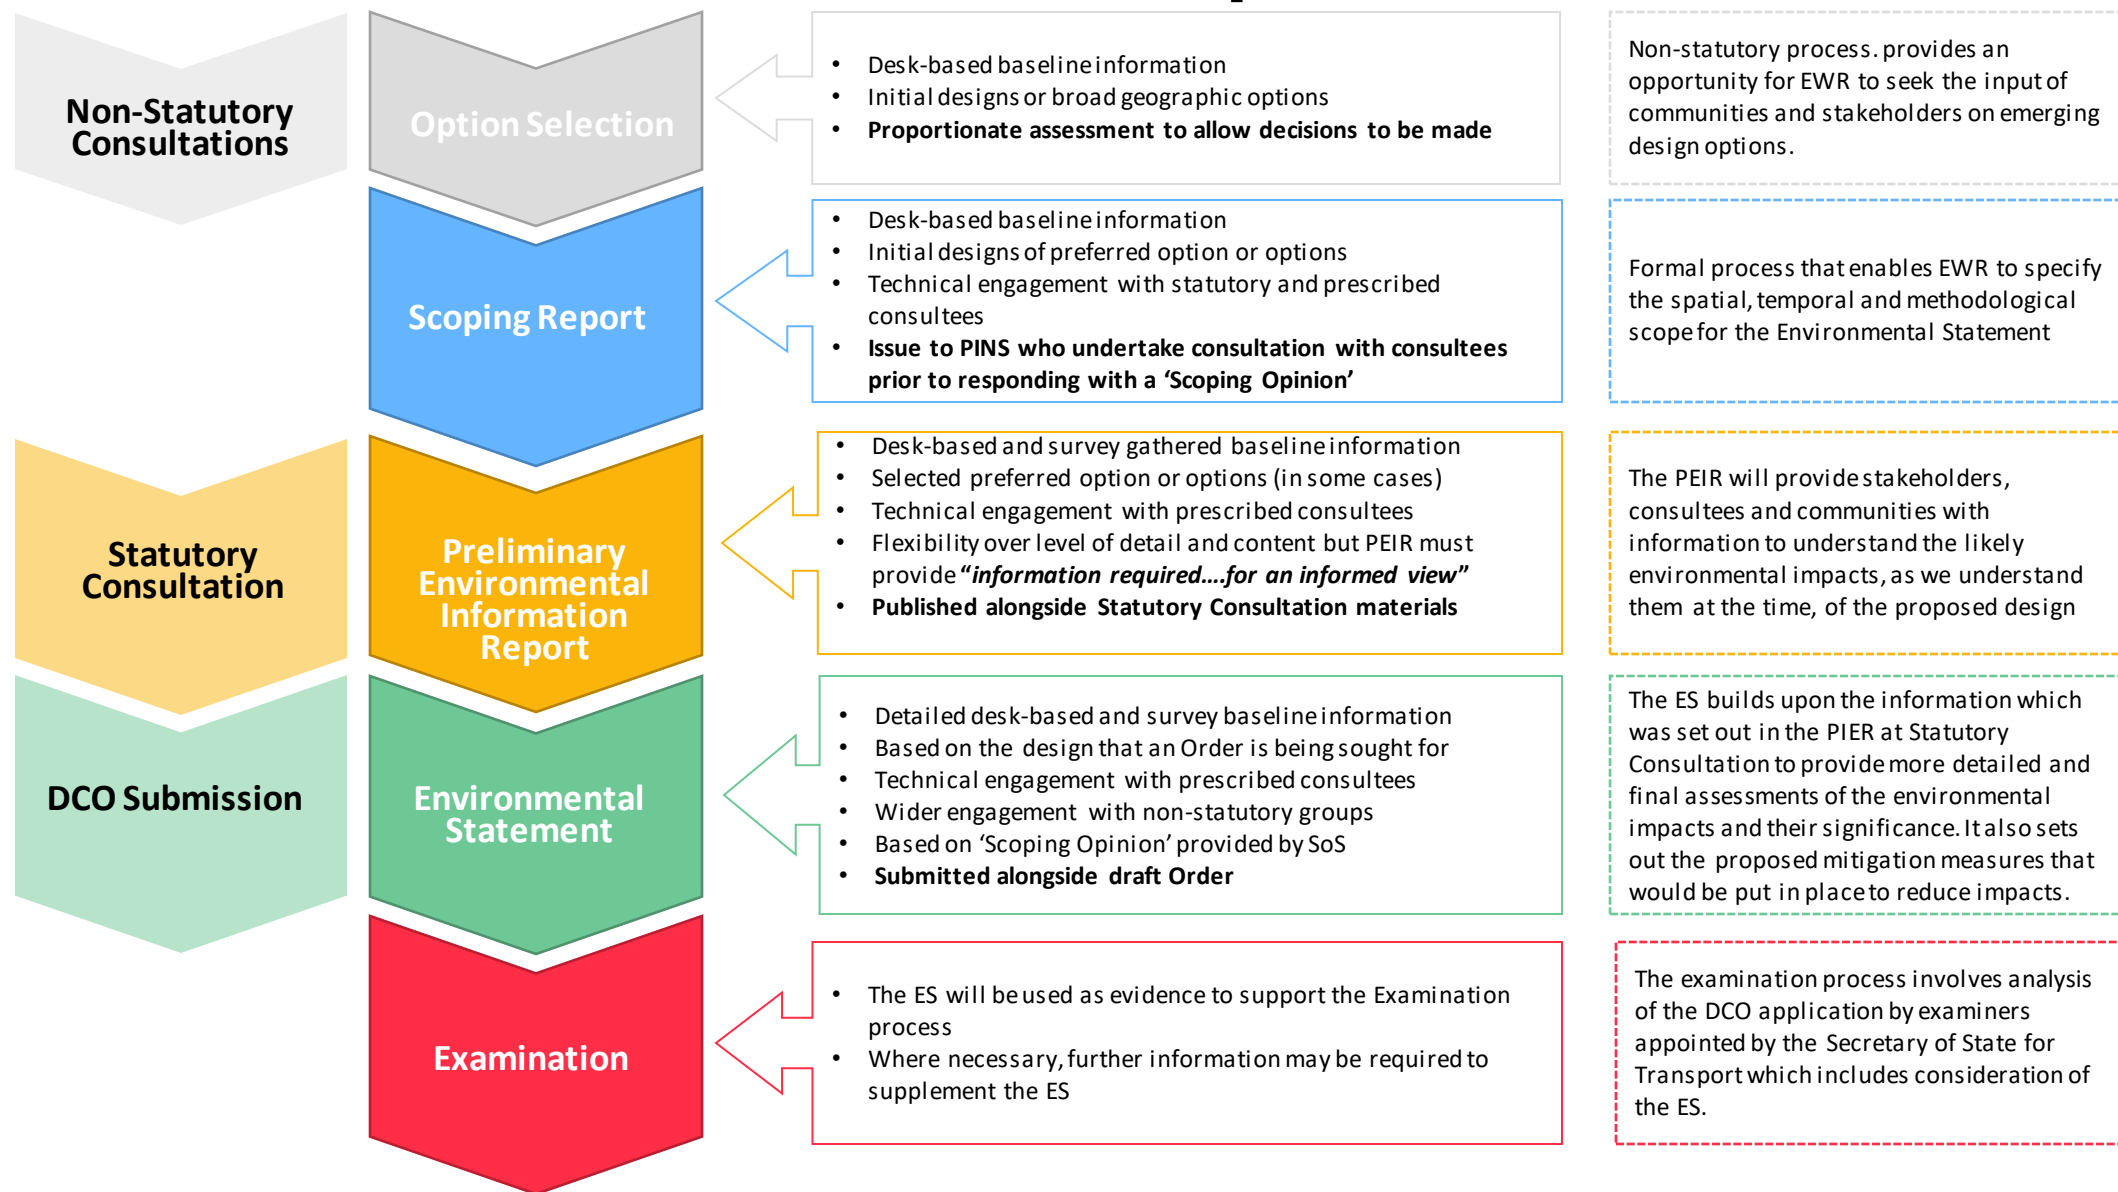 Non-Statutory
Consultations
Option Selection
• Desk-based baseline information
• Initial designs or broad geographic options
• Proportionate assessment to allow decisions to be made
Non-statutory process. provides an
opportunity for EWR to seek the input of
communities and stakeholders on emerging
design options.
Scoping Report
• Desk-based baseline information
• Initial designs of preferred option or options
• Technical engagement with statutory and prescribed
consultees
• Issue to PINS who undertake consultation with consultees
prior to responding with a ‘Scoping Opinion’
Formal process that enables EWR to specify
the spatial, temporal and methodological
scope for the Environmental Statement
Statutory
Consultation
Preliminary
Environmental
Information
Report
• Desk-based and survey gathered baseline information
• Selected preferred option or options (in some cases)
• Technical engagement with prescribed consultees
• Flexibility over level of detail and content but PEIR must
provide “information required....for an informed view”
• Published alongside Statutory Consultation materials
The PEIR will provide stakeholders,
consultees and communities with
information to understand the likely
environmental impacts, as we understand
them at the time, of the proposed design
DCO Submission
Environmental
Statement
• Detailed desk-based and survey baseline information
• Based on the design that an Order is being sought for
• Technical engagement with prescribed consultees
• Wider engagement with non-statutory groups
• Based on ‘Scoping Opinion’ provided by SoS
• Submitted alongside draft Order
The ES builds upon the information which
was set out in the PIER at Statutory
Consultation to provide more detailed and
final assessments of the environmental
impacts and their significance. It also sets
out the proposed mitigation measures that
would be put in place to reduce impacts.
Examination
• The ES will be used as evidence to support the Examination
process
• Where necessary, further information may be required to
supplement the ES
The examination process involves analysis
of the DCO application by examiners
appointed by the Secretary of State for
Transport which includes consideration of
the ES.